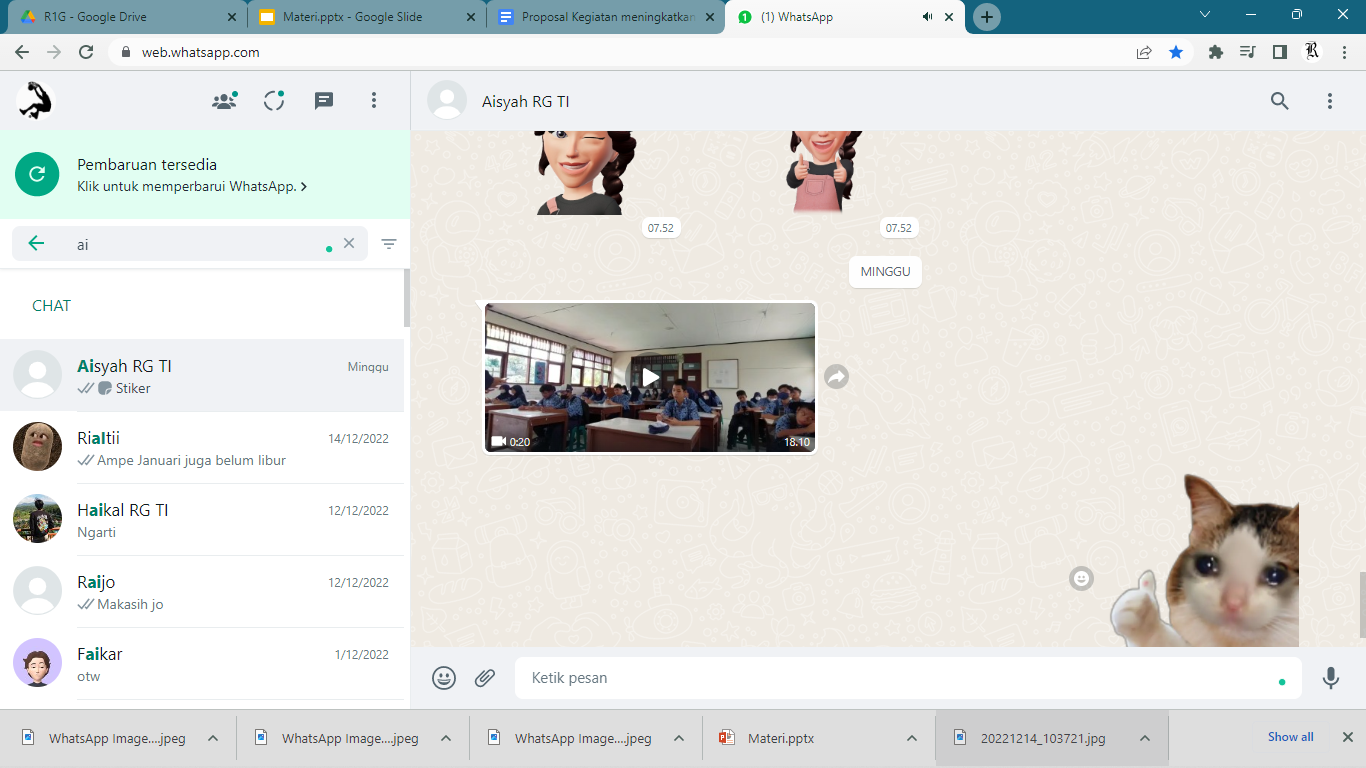 R1G - Google Drive
Materi.pptx - Google Slide
Proposal Kegiatan meningkatkan
(1) WhatsApp
web.whatsapp.com
Aisyah RG TI
Pembaruan tersedia
Klik untuk memperbarui WhatsApp.
ai
07.52
07.52
MINGGU
CHAT
Aisyah RG TI
Minggu
Stiker
0:20
18.10
RiaItii
14/12/2022
Ampe Januari juga belum libur
Haikal RG TI
12/12/2022
Ngarti
Raijo
12/12/2022
Makasih jo
Faikar
1/12/2022
otw
Ketik pesan
WhatsApp Image....jpeg
WhatsApp Image....jpeg
WhatsApp Image....jpeg
Materi.pptx
20221214_103721.jpg
Show all